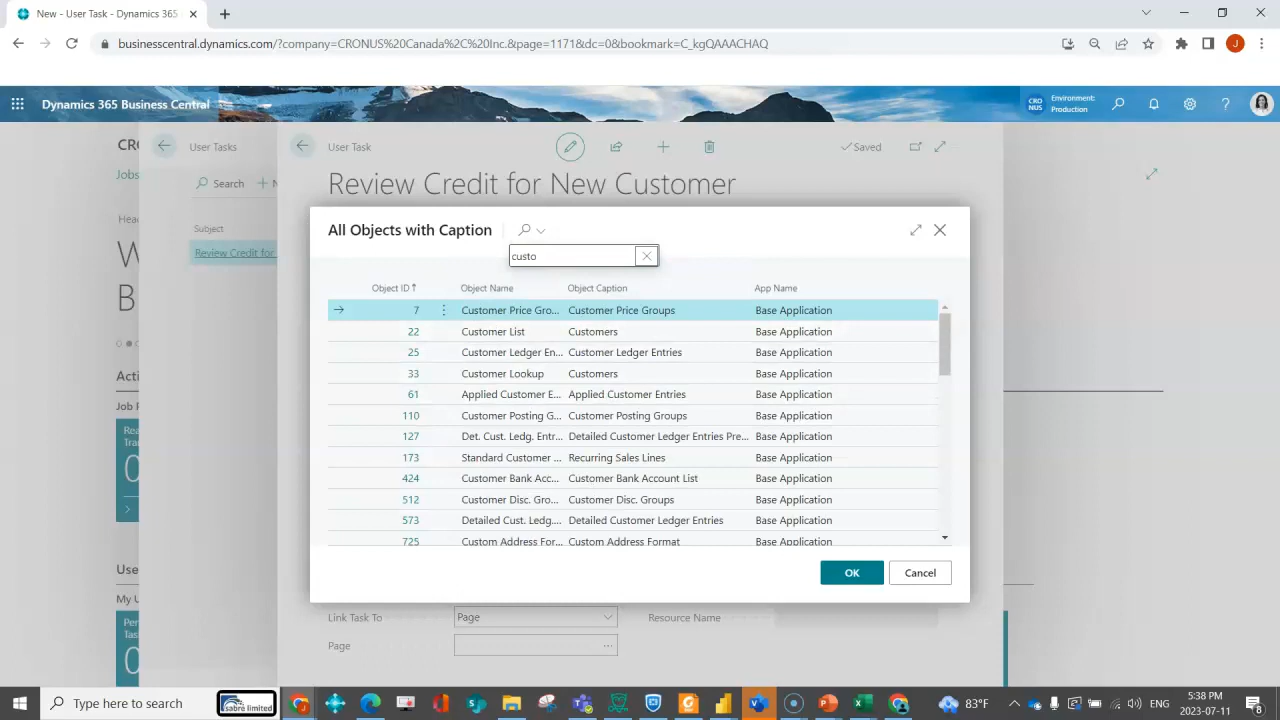 New - User Task - Dynamics 365
businesscentral.dynamics.com/?company=CRONUS%20Canada%2C%20Inc.&page=1171&dc=0&bookmark=C_kgQAAACHAQ
J
Dynamics 365 Business Central
CRO NUS
Environment:
Production
CR
User Tasks
User Task
Saved
Jobs
Search
Review Credit for New Customer
Subject
Review Credit for
All Objects with Caption
custo
Object ID Object Name Object Caption App Name
7 Customer Price Gro... Customer Price Groups Base Application
22 Customer List Customers Base Application
25 Customer Ledger En... Customer Ledger Entries Base Application
33 Customer Lookup Customers Base Application
61 Applied Customer E... Applied Customer Entries Base Application
110 Customer Posting G... Customer Posting Groups Base Application
127 Det. Cust. Ledg. Entr... Detailed Customer Ledger Entries Pre... Base Application
173 Standard Customer ... Recurring Sales Lines Base Application
424 Customer Bank Acc... Customer Bank Account List Base Application
512 Customer Disc. Gro... Customer Disc. Groups Base Application
573 Detailed Cust. Ledg.... Detailed Customer Ledger Entries Base Application
725 Custom Address For... Custom Address Format Base Application
OK Cancel
Link Task To Page Resource Name
Page
Type here to search
sabre limited
83°F
ENG
5:38 PM
2023-07-11
8